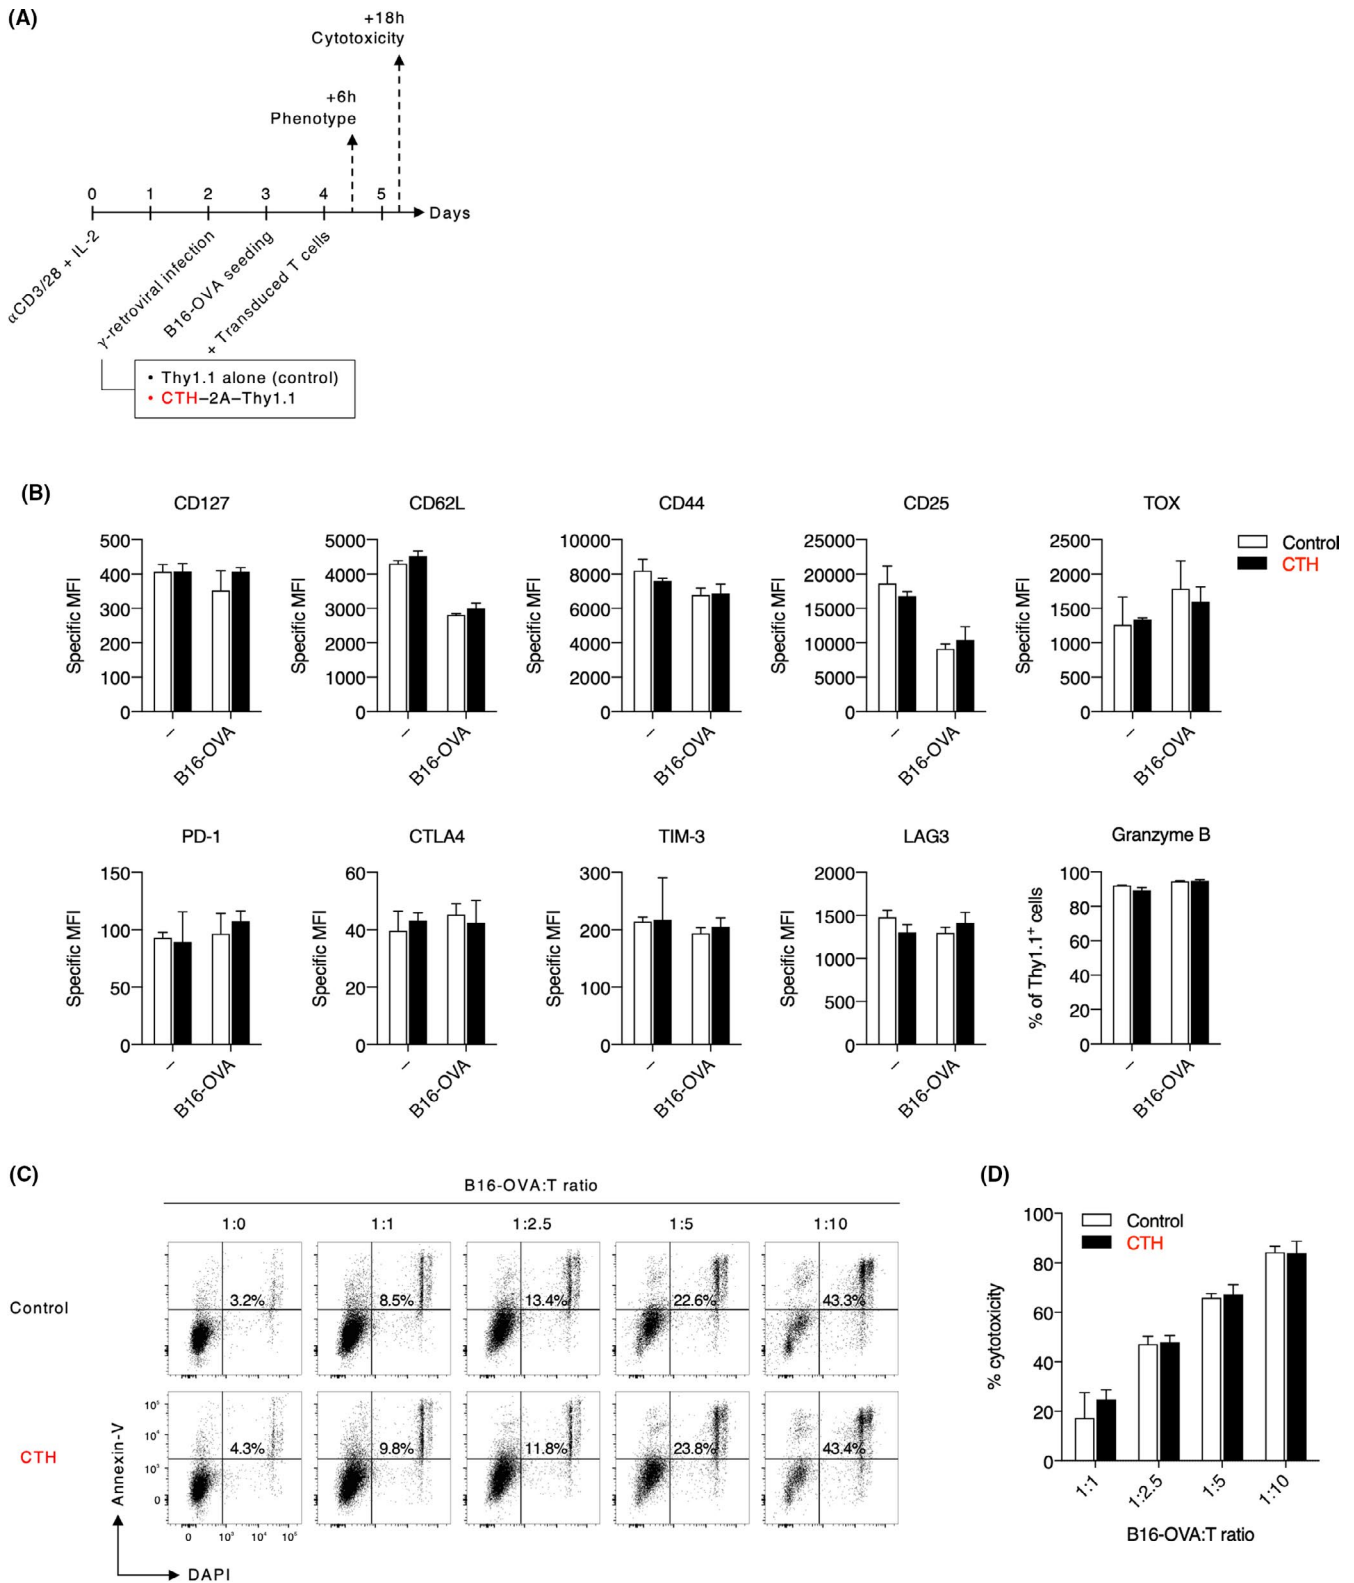 (A)
+18h
Cytotoxicity
+6h
Phenotype
0 1 2 3 4 5
Days
αCD3/28 + IL-2
γ-retroviral infection
B16-OVA seeding
+ Transduced T cells
• Thy1.1 alone (control)
• CTH–2A–Thy1.1
(B)
CD127
Specific MFI
500
400
300
200
100
0
–
B16-OVA
CD62L
Specific MFI
5000
4000
3000
2000
1000
0
–
B16-OVA
CD44
Specific MFI
10000
8000
6000
4000
2000
0
–
B16-OVA
CD25
Specific MFI
25000
20000
15000
10000
5000
0
–
B16-OVA
TOX
Specific MFI
2500
2000
1500
1000
500
0
–
B16-OVA
Control
CTH
PD-1
Specific MFI
150
100
50
0
–
B16-OVA
CTLA4
Specific MFI
60
40
20
0
–
B16-OVA
TIM-3
Specific MFI
300
200
100
0
–
B16-OVA
LAG3
Specific MFI
2000
1500
1000
500
0
–
B16-OVA
Granzyme B
% of Thy1.1+ cells
100
80
60
40
20
0
–
B16-OVA
(C)
B16-OVA:T ratio
1:0 1:1 1:2.5 1:5 1:10
Control
3.2% 8.5% 13.4% 22.6% 43.3%
CTH
4.3% 9.8% 11.8% 23.8% 43.4%
Annexin-V
10⁵
10⁴
10³
0
0 10³ 10⁴ 10⁵
DAPI
(D)
% cytotoxicity
100
80
60
40
20
0
Control
CTH
1:1 1:2.5 1:5 1:10
B16-OVA:T ratio